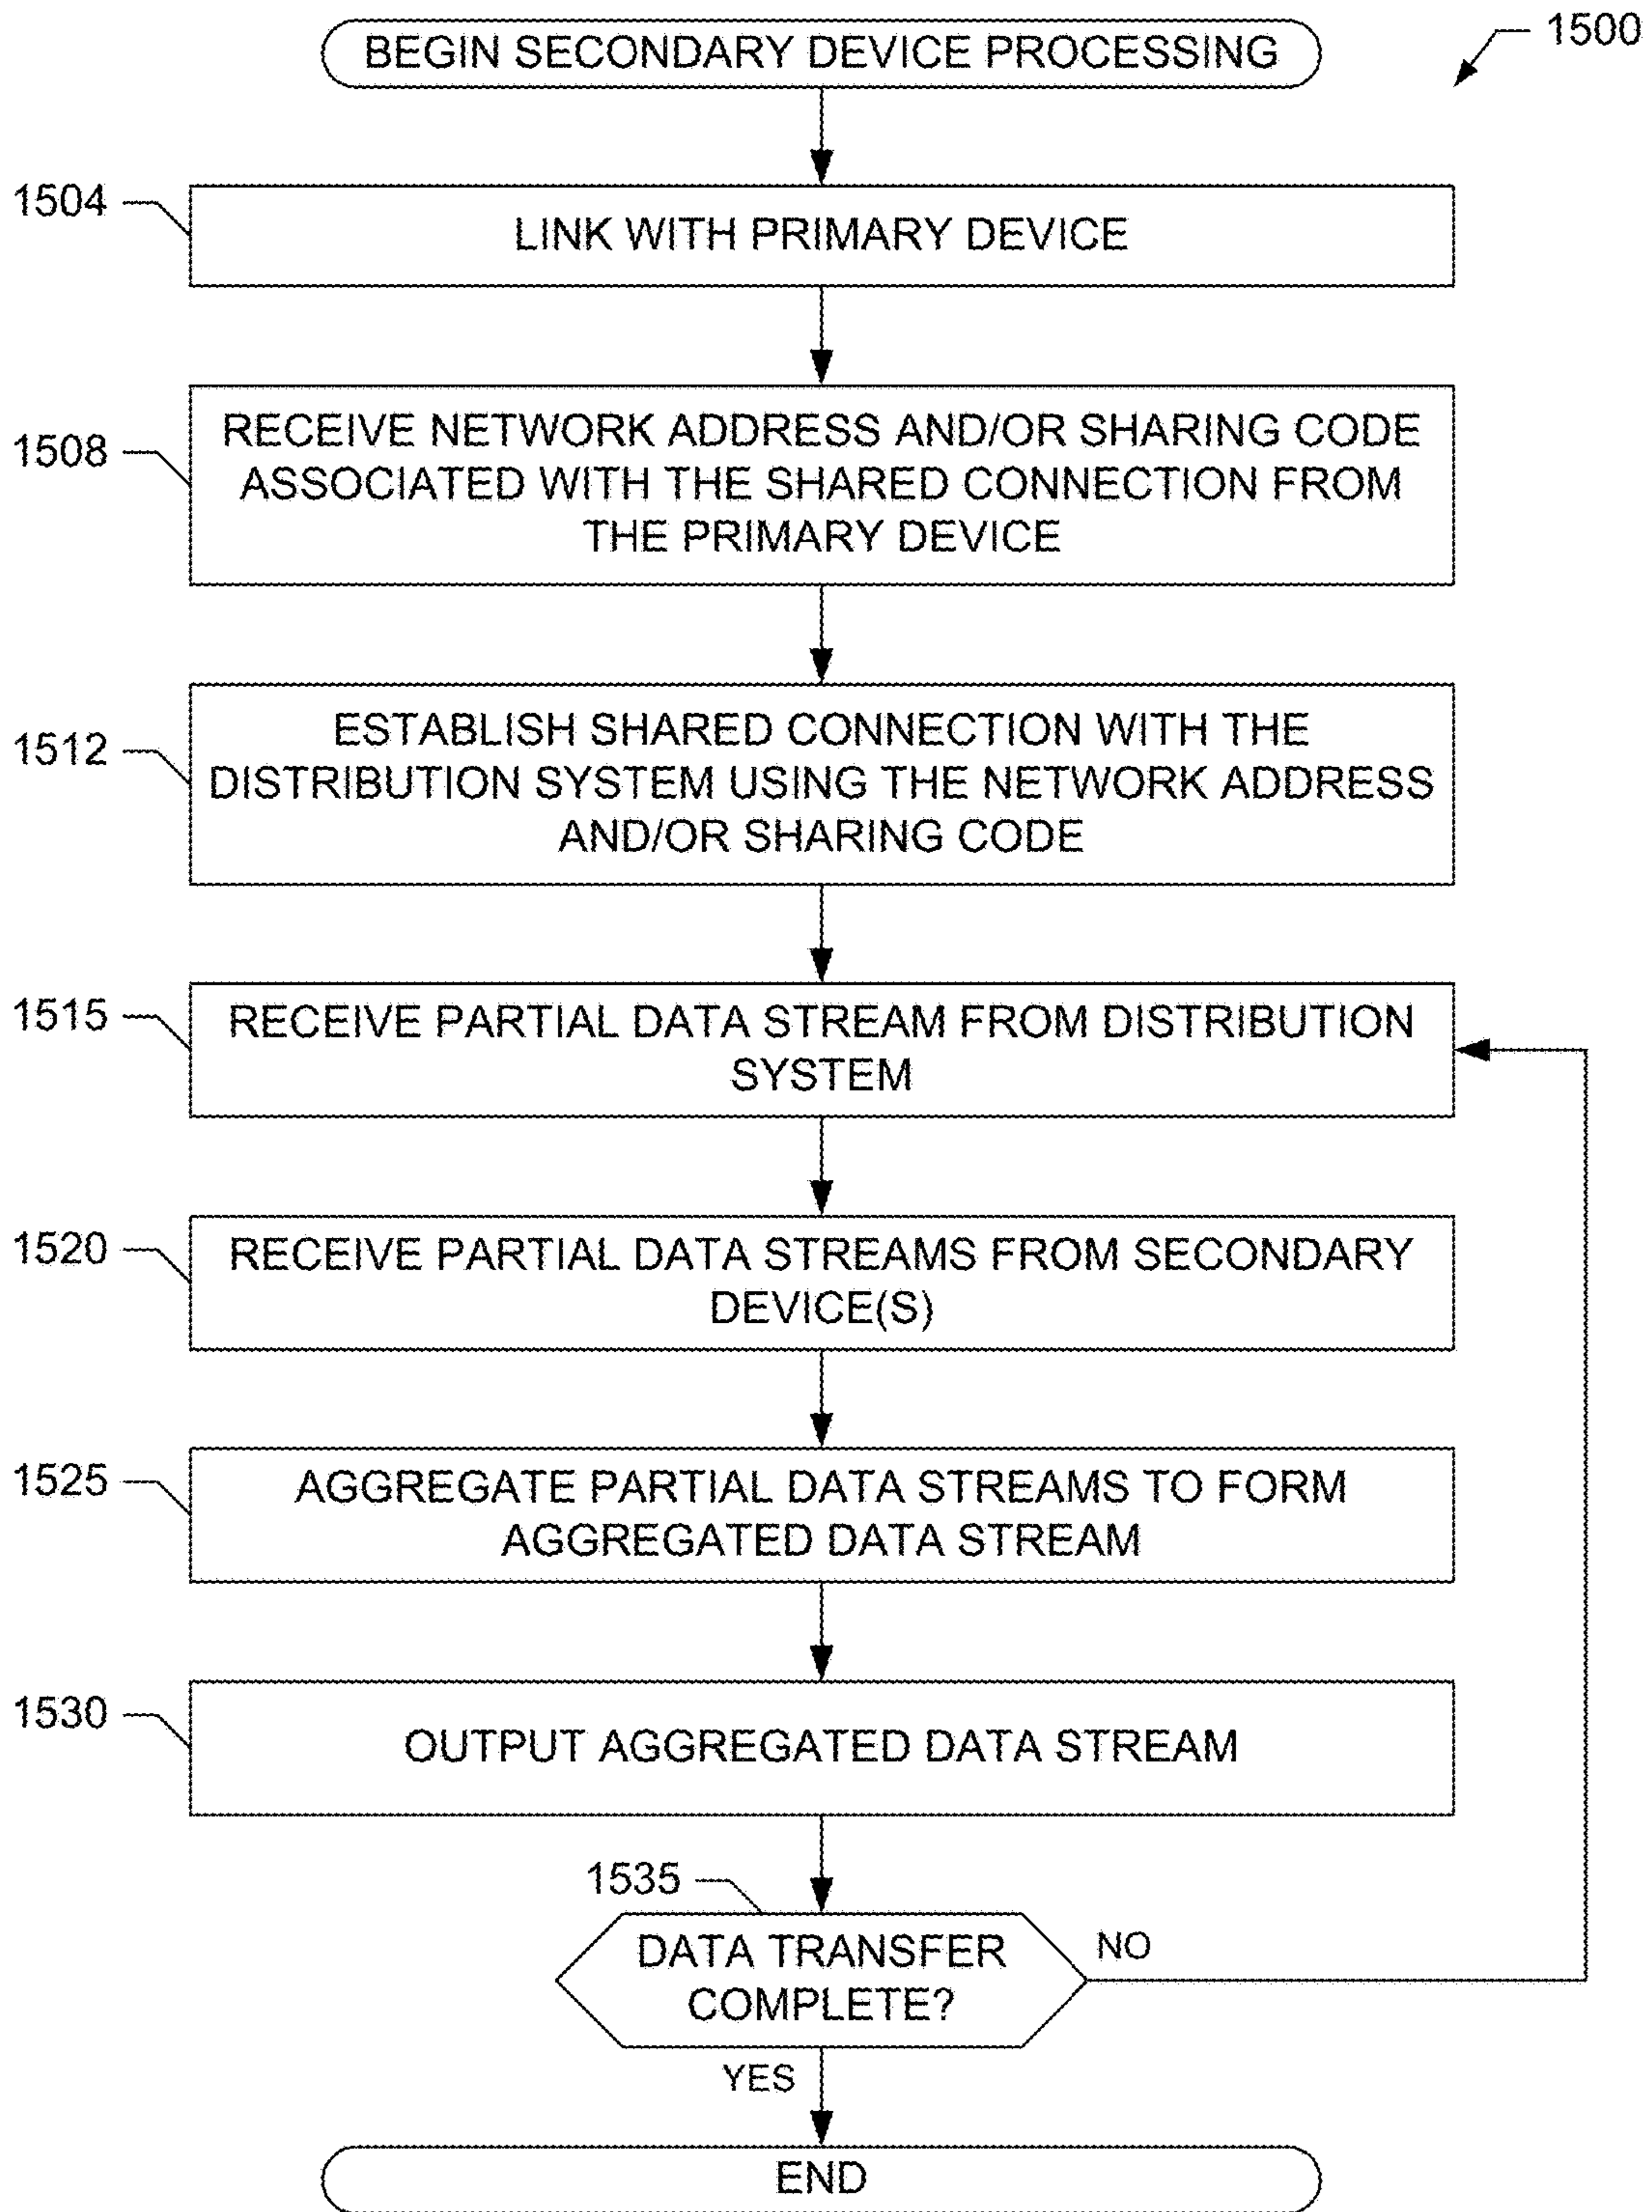 BEGIN SECONDARY DEVICE PROCESSING
1500
1504
LINK WITH PRIMARY DEVICE
1508
RECEIVE NETWORK ADDRESS AND/OR SHARING CODE
ASSOCIATED WITH THE SHARED CONNECTION FROM
THE PRIMARY DEVICE
1512
ESTABLISH SHARED CONNECTION WITH THE
DISTRIBUTION SYSTEM USING THE NETWORK ADDRESS
AND/OR SHARING CODE
1515
RECEIVE PARTIAL DATA STREAM FROM DISTRIBUTION
SYSTEM
1520
RECEIVE PARTIAL DATA STREAMS FROM SECONDARY
DEVICE(S)
1525
AGGREGATE PARTIAL DATA STREAMS TO FORM
AGGREGATED DATA STREAM
1530
OUTPUT AGGREGATED DATA STREAM
1535
DATA TRANSFER
COMPLETE?
NO
YES
END